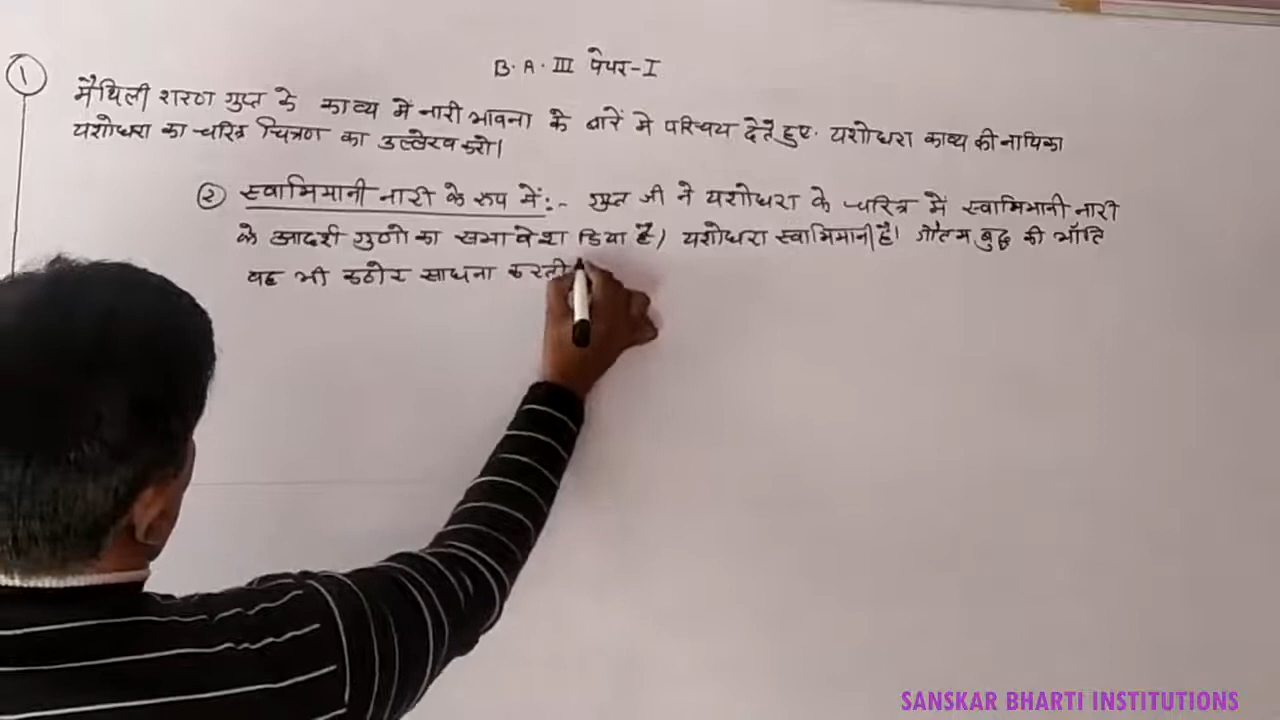 B.A.III पेपर-I
① मैथिली शरण गुप्त के काव्य में नारी भावना के बारें में परिचय देते हुए. यशोधरा काव्य की नायिका
यशोधरा का चरित्र चित्रण का उल्लेख करो।
② स्वाभिमानी नारी के रूप में:- गुप्त जी ने यशोधरा के चरित्र में स्वाभिमानी नारी
के आदर्श गुणो का समावेश किया है। यशोधरा स्वाभिमानी है। गौतम बुद्ध की भाँति
वह भी कठोर साधना करती
SANSKAR BHARTI INSTITUTIONS